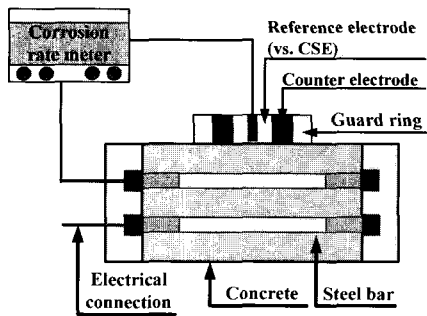 Corrosion
rate meter
Reference electrode
(vs. CSE)
Counter electrode
Guard ring
Electrical
connection
Concrete
Steel bar